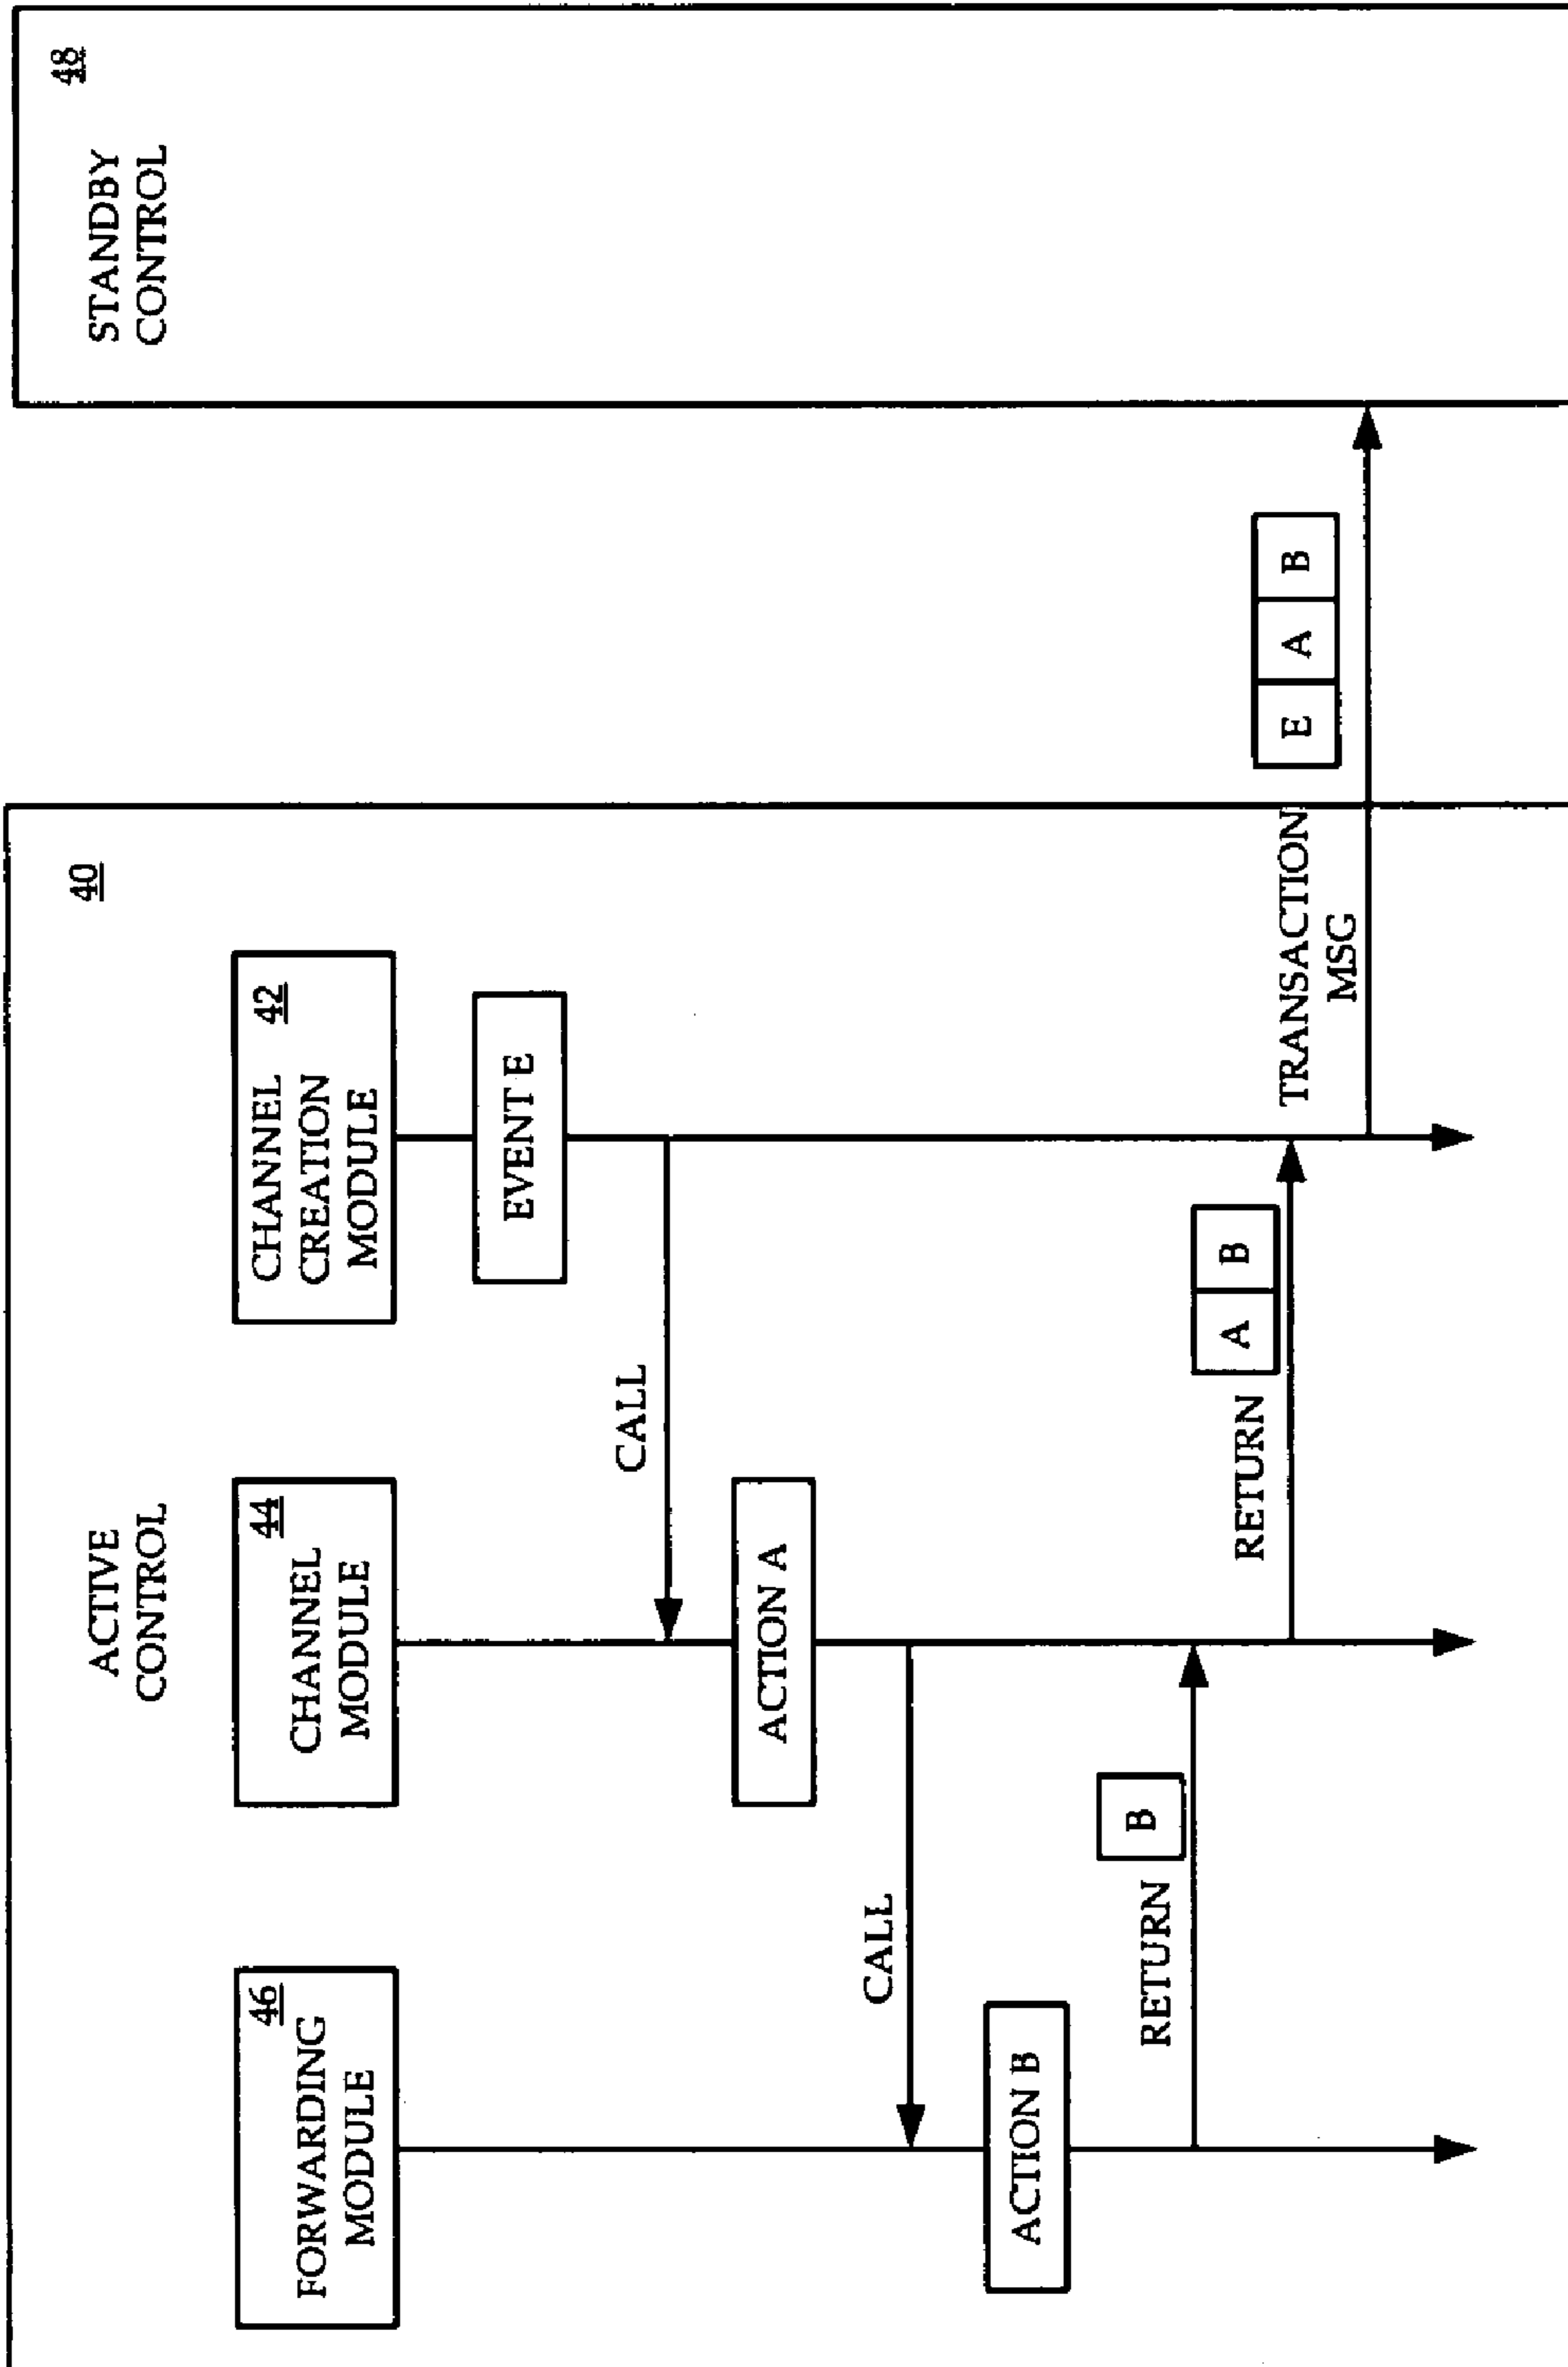 ACTIVE
CONTROL
40
46
FORWARDING
MODULE
44
CHANNEL
MODULE
42
CHANNEL
CREATION
MODULE
EVENT E
CALL
ACTION A
CALL
ACTION B
RETURN
B
RETURN
A B
TRANSACTION
MSG
E A B
48
STANDBY
CONTROL